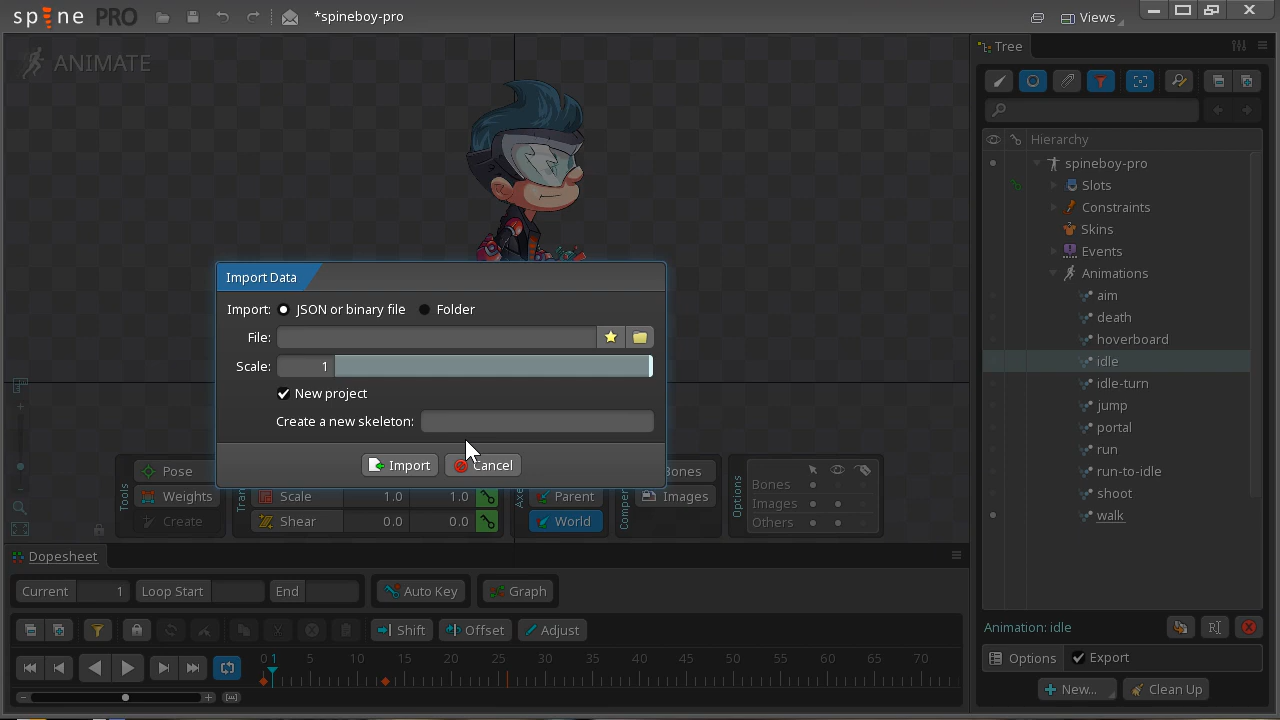 spine PRO
*spineboy-pro
Views
ANIMATE
Tree
Hierarchy
spineboy-pro
Slots
Constraints
Skins
Events
Animations
aim
death
hoverboard
idle
idle-turn
jump
portal
run
run-to-idle
shoot
walk
Import Data
Import: JSON or binary file Folder
File:
Scale: 1
New project
Create a new skeleton:
Import Cancel
Tools
Pose
Weights
Create
Scale 1.0 1.0
Shear 0.0 0.0
Parent
World
Bones
Images
Options
Bones
Images
Others
Dopesheet
Current 1 Loop Start End Auto Key Graph
Shift Offset Adjust
0 1 5 10 15 20 25 30 35 40 45 50 55 60 65 70
Animation: idle
Options Export
New... Clean Up